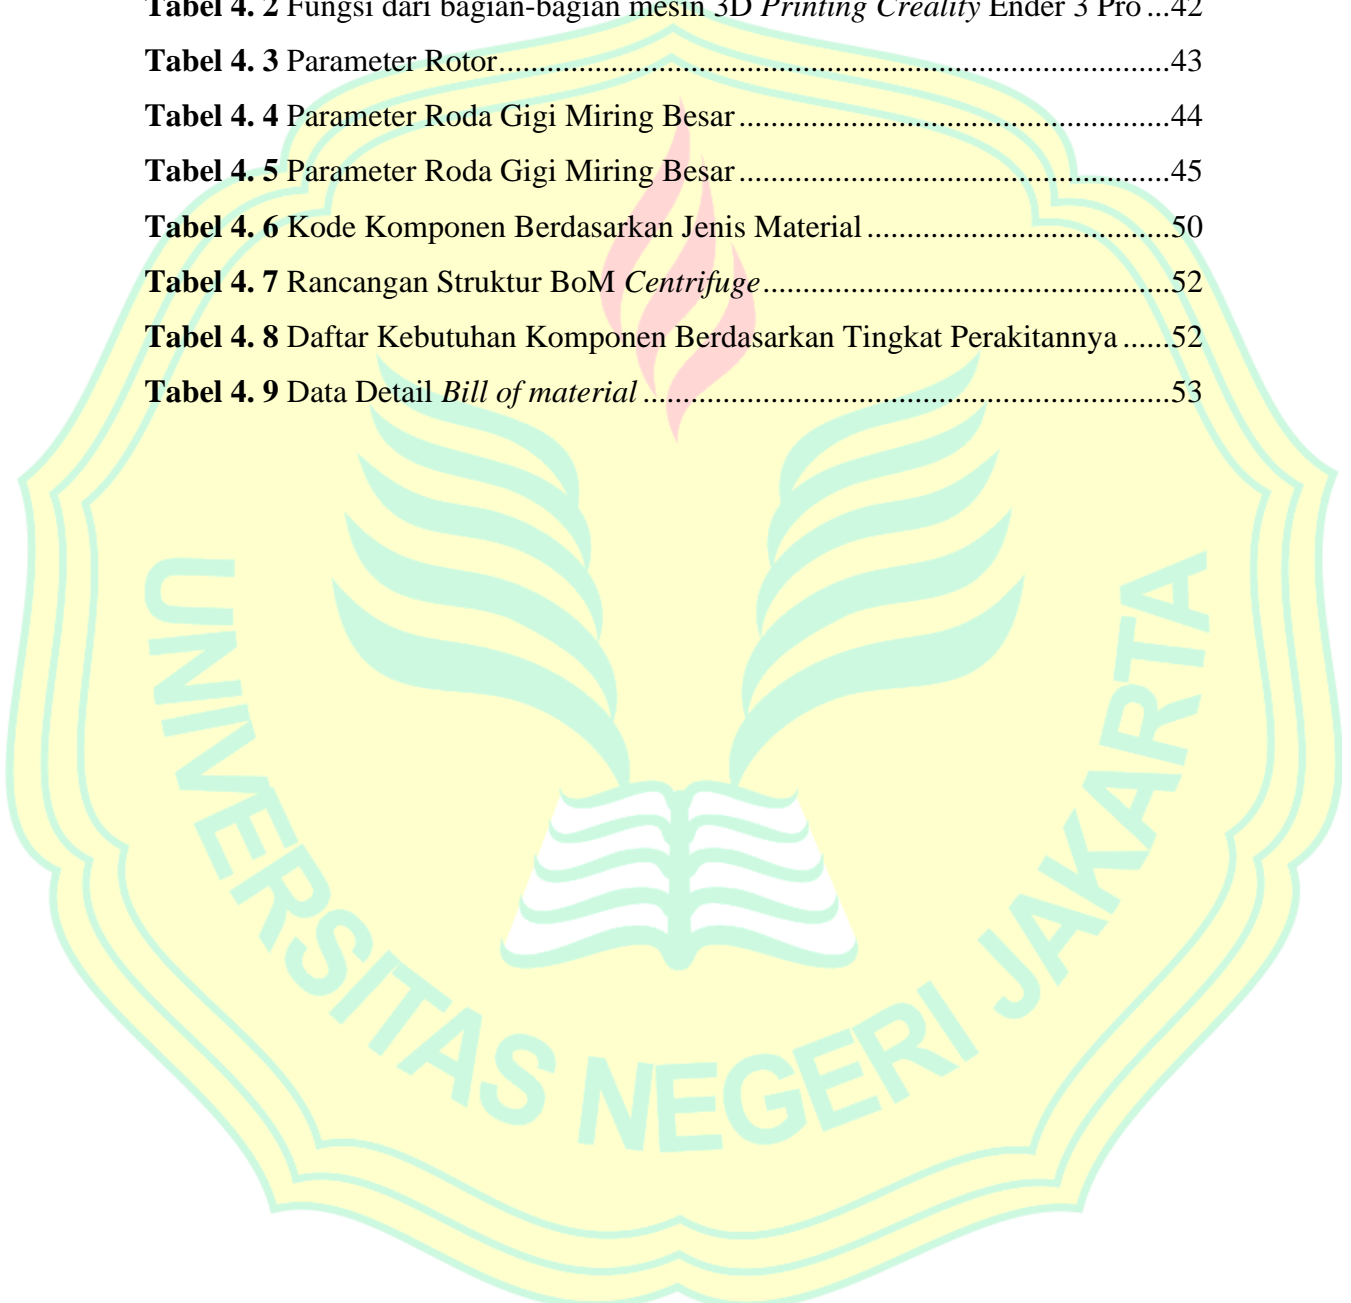 Tabel 4. 2 Fungsi dari bagian-bagian mesin 3D Printing Creality Ender 3 Pro ...42
Tabel 4. 3 Parameter Rotor....................................................................................43
Tabel 4. 4 Parameter Roda Gigi Miring Besar ......................................................44
Tabel 4. 5 Parameter Roda Gigi Miring Besar ......................................................45
Tabel 4. 6 Kode Komponen Berdasarkan Jenis Material ......................................50
Tabel 4. 7 Rancangan Struktur BoM Centrifuge...................................................52
Tabel 4. 8 Daftar Kebutuhan Komponen Berdasarkan Tingkat Perakitannya ......52
Tabel 4. 9 Data Detail Bill of material ..................................................................53
UNIVERSITAS NEGERI JAKARTA